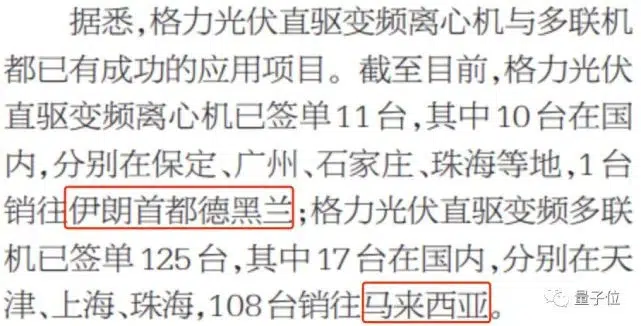 据悉,格力光伏直驱变频离心机与多联机
都已有成功的应用项目。截至目前,格力光伏
直驱变频离心机已签单11台,其中10台在国
内,分别在保定、广州、石家庄、珠海等地,1台
销往伊朗首都德黑兰;格力光伏直驱变频多联
机已签单125台,其中17台在国内,分别在天
津、上海、珠海,108台销往马来西亚。
量子位